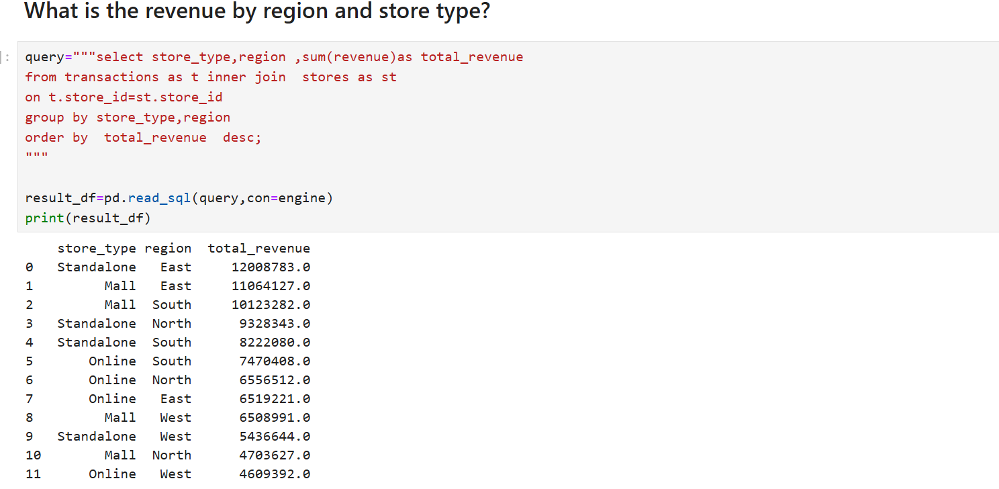 What is the revenue by region and store type?
]:
query="""select store_type,region ,sum(revenue)as total_revenue
from transactions as t inner join  stores as st
on t.store_id=st.store_id
group by store_type,region
order by  total_revenue  desc;
"""
result_df=pd.read_sql(query,con=engine)
print(result_df)
store_type region  total_revenue
0   Standalone   East     12008783.0
1         Mall   East     11064127.0
2         Mall  South     10123282.0
3   Standalone  North      9328343.0
4   Standalone  South      8222080.0
5       Online  South      7470408.0
6       Online  North      6556512.0
7       Online   East      6519221.0
8         Mall   West      6508991.0
9   Standalone   West      5436644.0
10        Mall  North      4703627.0
11      Online   West      4609392.0